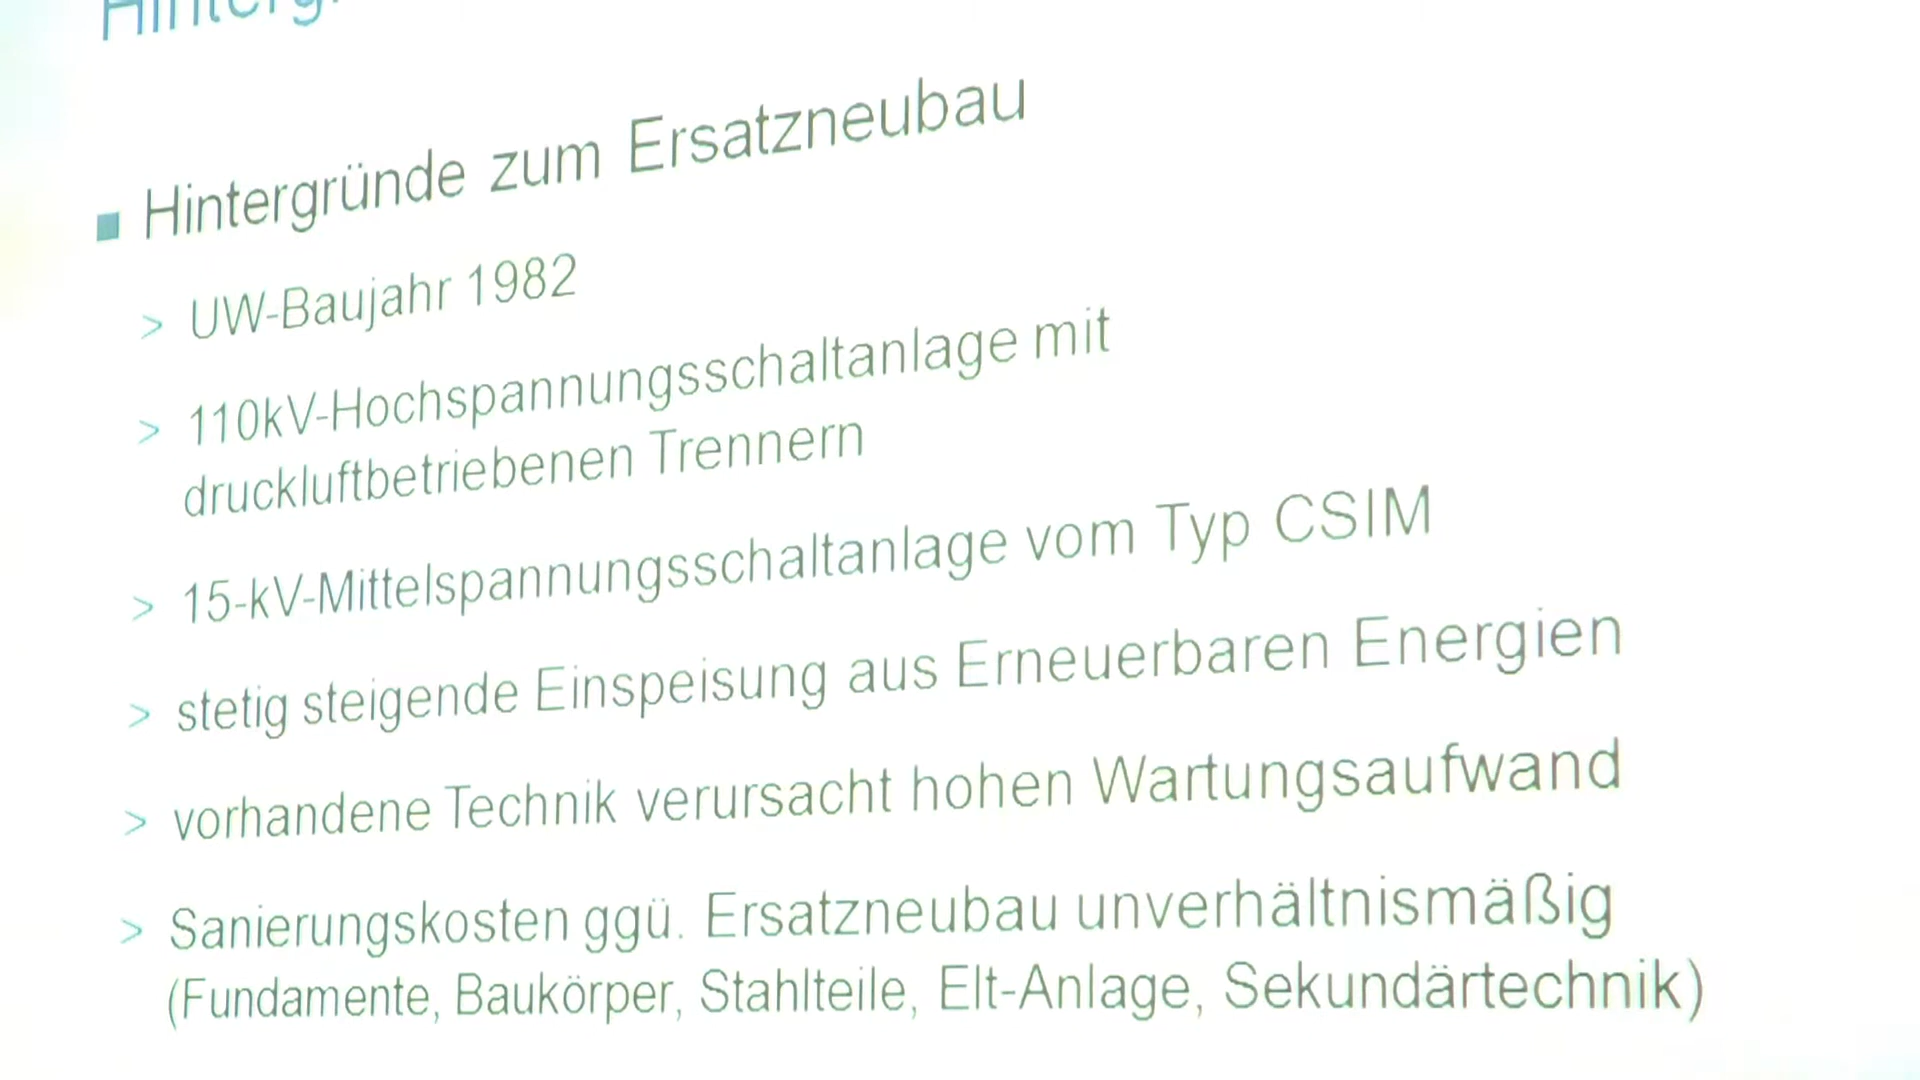 ■ Hintergründe zum Ersatzneubau
> UW-Baujahr 1982
> 110kV-Hochspannungsschaltanlage mit
druckluftbetriebenen Trennern
> 15-kV-Mittelspannungsschaltanlage vom Typ CSIM
> stetig steigende Einspeisung aus Erneuerbaren Energien
> vorhandene Technik verursacht hohen Wartungsaufwand
> Sanierungskosten ggü. Ersatzneubau unverhältnismäßig
(Fundamente, Baukörper, Stahlteile, Elt-Anlage, Sekundärtechnik)